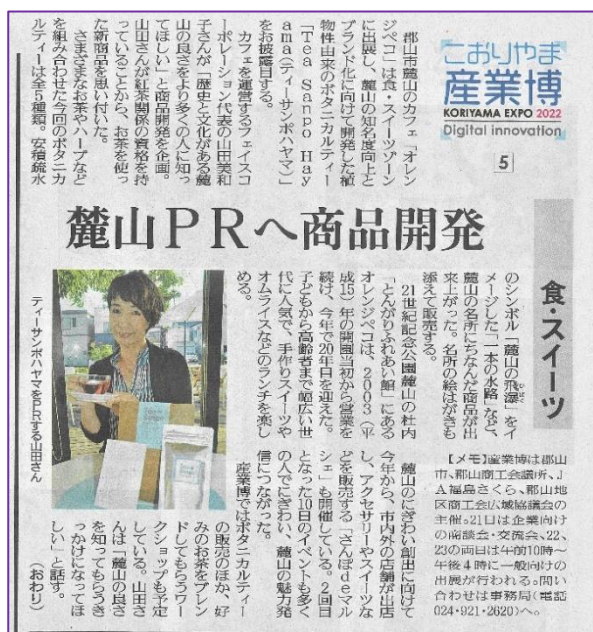 こおりやま
産業博
KORIYAMA EXPO 2022
Digital innovation
5
郡山市麓山のカフェ「オレン
ジペコ」は食・スイーツゾーン
に出展し、麓山の知名度向上と
ブランド化に向けて開発した植
物性由来のボタニカルティー
「Tea Sanpo Hay
ama(ティーサンポハヤマ)」
をお披露目する。
カフェを運営するフェイスコ
ーポレーション代表の山田美和
子さんが「歴史と文化がある麓
山の良さをより多くの人に知っ
てほしい」と商品開発を企画。
山田さんが紅茶関係の資格を持
っていることから、お茶を使っ
た新商品を思い付いた。
さまざまなお茶やハーブなど
を組み合わせた今回のボタニカ
ルティーは全5種類。安積疏水
麓山PRへ商品開発
食・スイーツ
のシンボル「麓山の飛瀑」をイ
ひばく
メージした「一本の水路」など、
麓山の名所にちなんだ商品が出
来上がった。名所の絵はがきも
添えて販売する。
21世紀記念公園麓山の杜内
「とんがりふれあい館」にある
オレンジペコは、2003(平
成15)年の開園当初から営業を
続け、今年で20年目を迎えた。
子どもから高齢者まで幅広い世
代に人気で、手作りスイーツや
オムライスなどのランチを楽し
める。
ティーサンポハヤマをPRする山田さん
麓山のにぎわい創出に向けて
今年から、市内外の店舗が出店
し、アクセサリーやスイーツな
どを販売する「さんぽdeマル
シェ」も開催している。2回目
となった10日のイベントも多く
の人でにぎわい、麓山の魅力発
信につながった。
産業博ではボタニカルティー
の販売のほか、好
みのお茶をブレン
ドしてもらうワー
クショップも予定
している。山田さ
んは「麓山の良さ
を知ってもらうき
っかけになってほ
しい」と話す。
(おわり)
【メモ】産業博は郡山
市、郡山商工会議所、J
A福島さくら、郡山地
区商工会広域協議会の
主催。21日は企業向け
の商談会・交流会、22、
23の両日は午前10時〜
午後4時に一般向けの
出展が行われる。問い
合わせは事務局(電話
024・921・2620)へ。